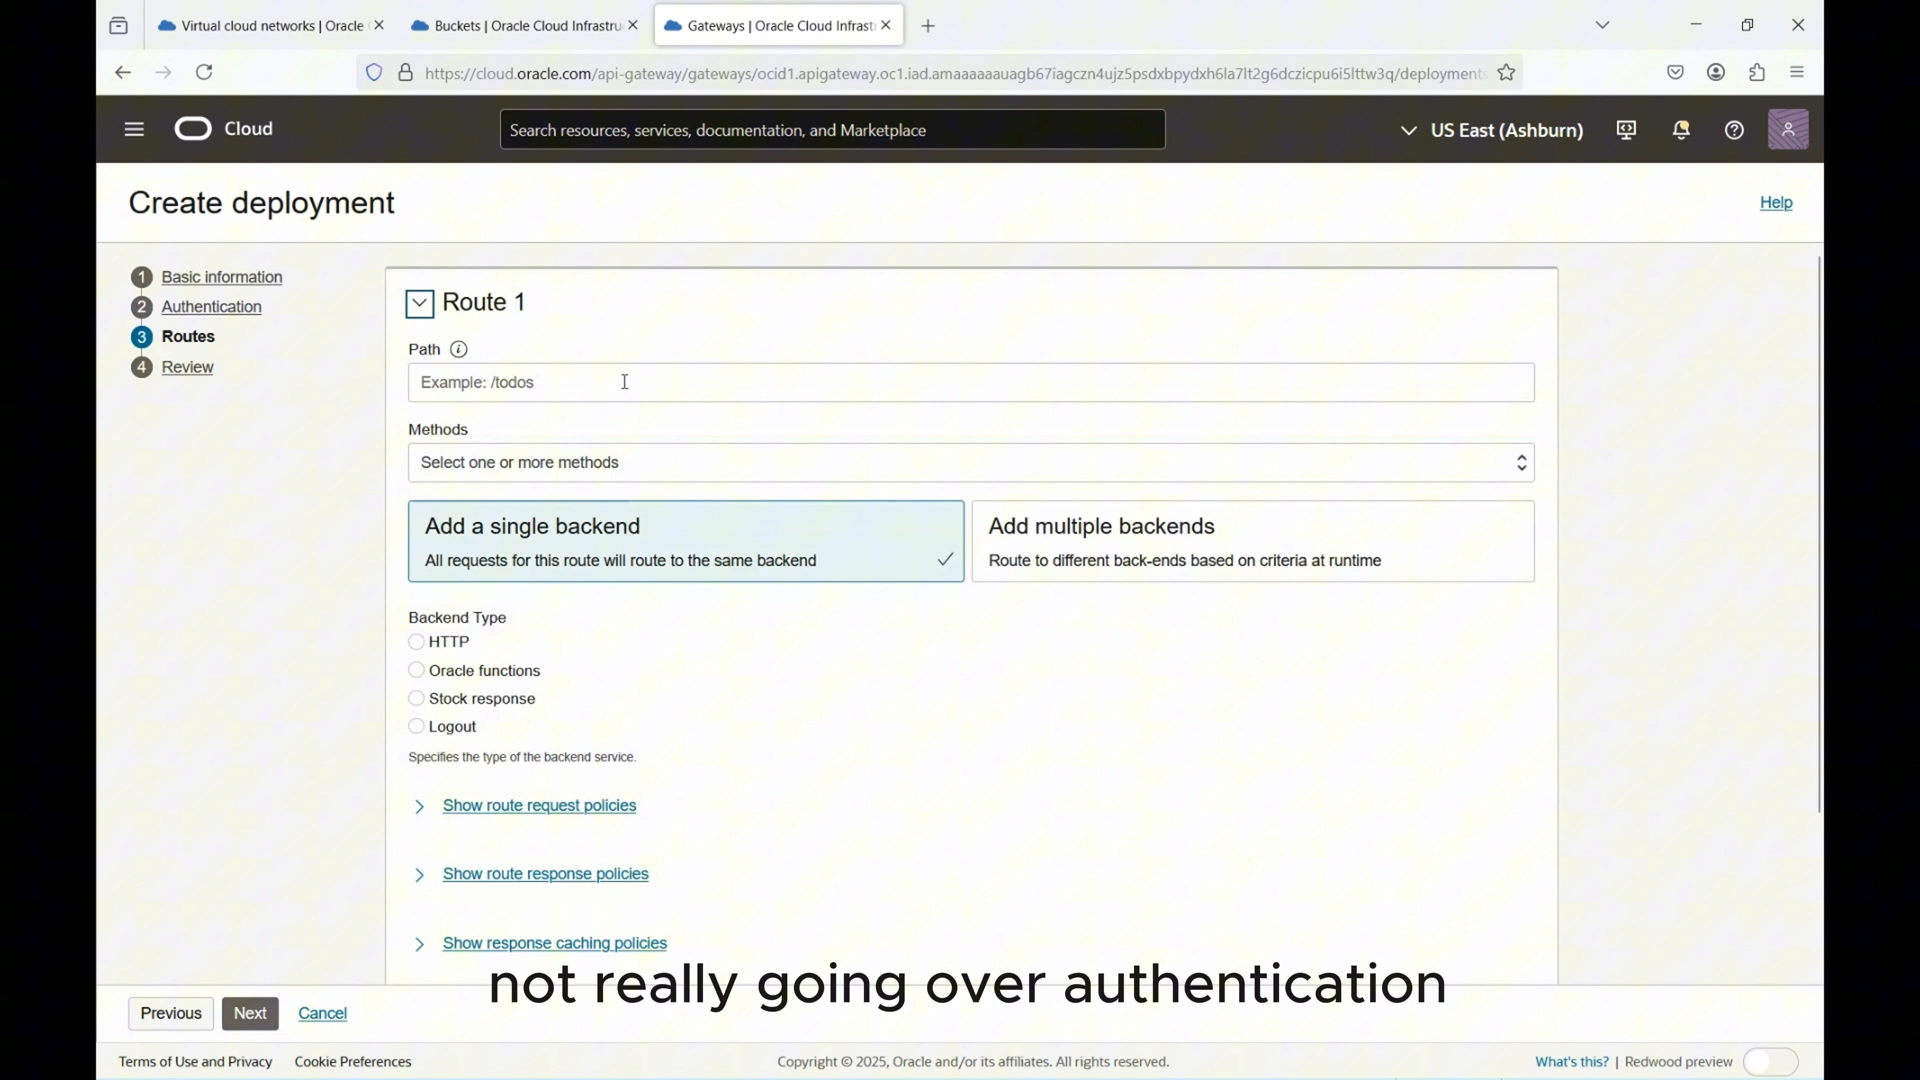 Virtual cloud networks | Oracle
Buckets | Oracle Cloud Infrastru
Gateways | Oracle Cloud Infrast
https://cloud.oracle.com/api-gateway/gateways/ocid1.apigateway.oc1.iad.amaaaaaauagb67iagczn4ujz5psdxbpydxh6la7lt2g6dczicpu6i5lttw3q/deployment
Cloud
Search resources, services, documentation, and Marketplace
US East (Ashburn)
Create deployment
Help
1 Basic information
2 Authentication
3 Routes
4 Review
Route 1
Path
Example: /todos
Methods
Select one or more methods
Add a single backend
All requests for this route will route to the same backend
Add multiple backends
Route to different back-ends based on criteria at runtime
Backend Type
HTTP
Oracle functions
Stock response
Logout
Specifies the type of the backend service.
Show route request policies
Show route response policies
Show response caching policies
not really going over authentication
Previous
Next
Cancel
Terms of Use and Privacy
Cookie Preferences
Copyright © 2025, Oracle and/or its affiliates. All rights reserved.
What's this? | Redwood preview